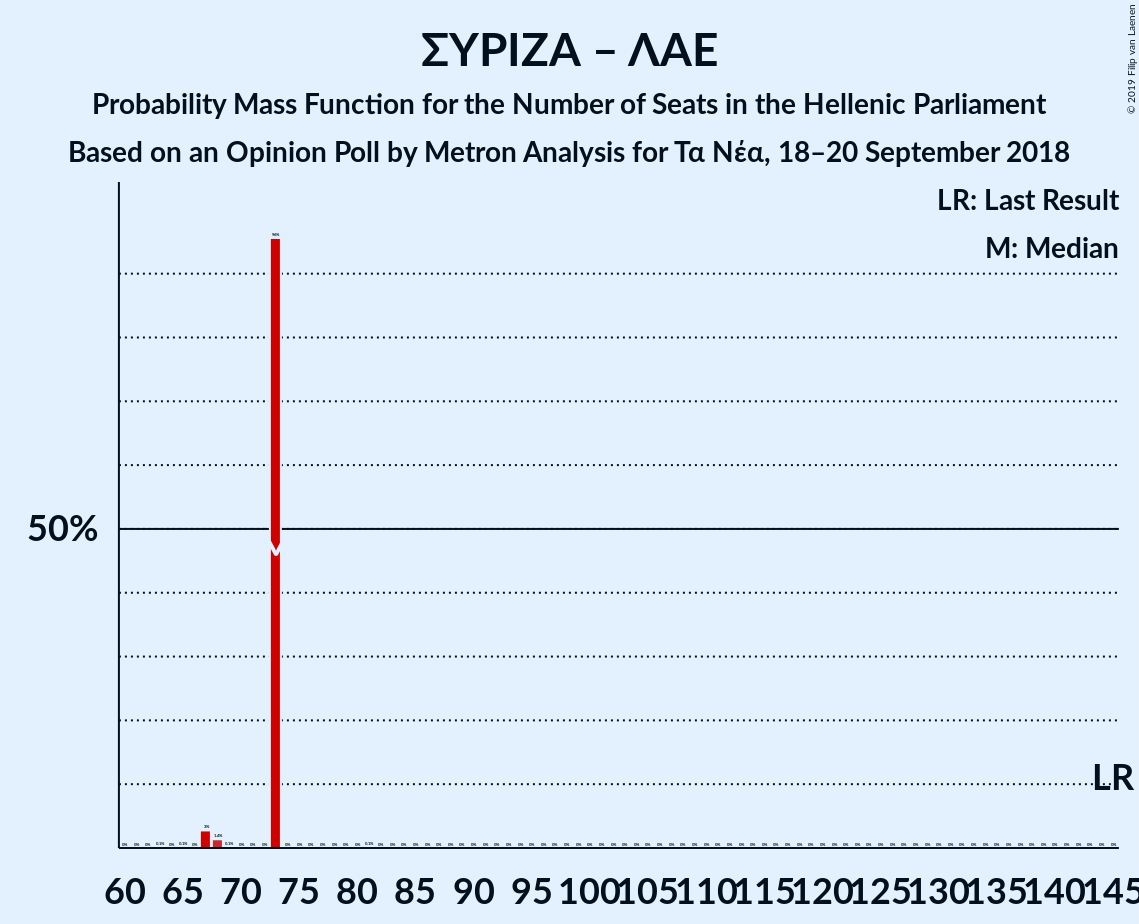 ΣΥΡΙΖΑ – ΛΑΕ
Probability Mass Function for the Number of Seats in the Hellenic Parliament
Based on an Opinion Poll by Metron Analysis for Τα Νέα, 18–20 September 2018
© 2019 Filip van Laenen
LR: Last Result
M: Median
50%
M
LR
60 65 70 75 80 85 90 95 100 105 110 115 120 125 130 135 140 145